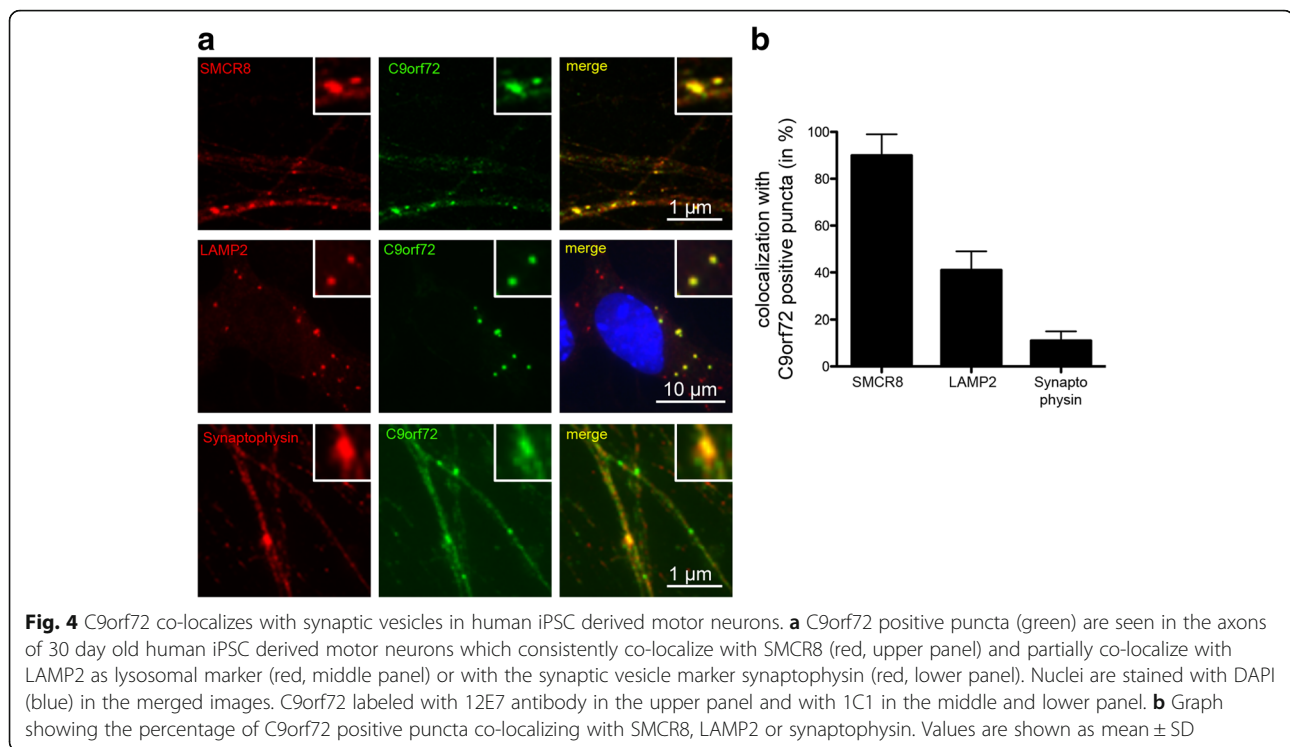 a
b
SMCR8
C9orf72
merge
1 µm
LAMP2
C9orf72
merge
10 µm
Synaptophysin
C9orf72
merge
1 µm
colocalization with
C9orf72 positive puncta (in %)
100
80
60
40
20
0
SMCR8
LAMP2
Synapto
physin
Fig. 4 C9orf72 co-localizes with synaptic vesicles in human iPSC derived motor neurons. a C9orf72 positive puncta (green) are seen in the axons
of 30 day old human iPSC derived motor neurons which consistently co-localize with SMCR8 (red, upper panel) and partially co-localize with
LAMP2 as lysosomal marker (red, middle panel) or with the synaptic vesicle marker synaptophysin (red, lower panel). Nuclei are stained with DAPI
(blue) in the merged images. C9orf72 labeled with 12E7 antibody in the upper panel and with 1C1 in the middle and lower panel. b Graph
showing the percentage of C9orf72 positive puncta co-localizing with SMCR8, LAMP2 or synaptophysin. Values are shown as mean ± SD